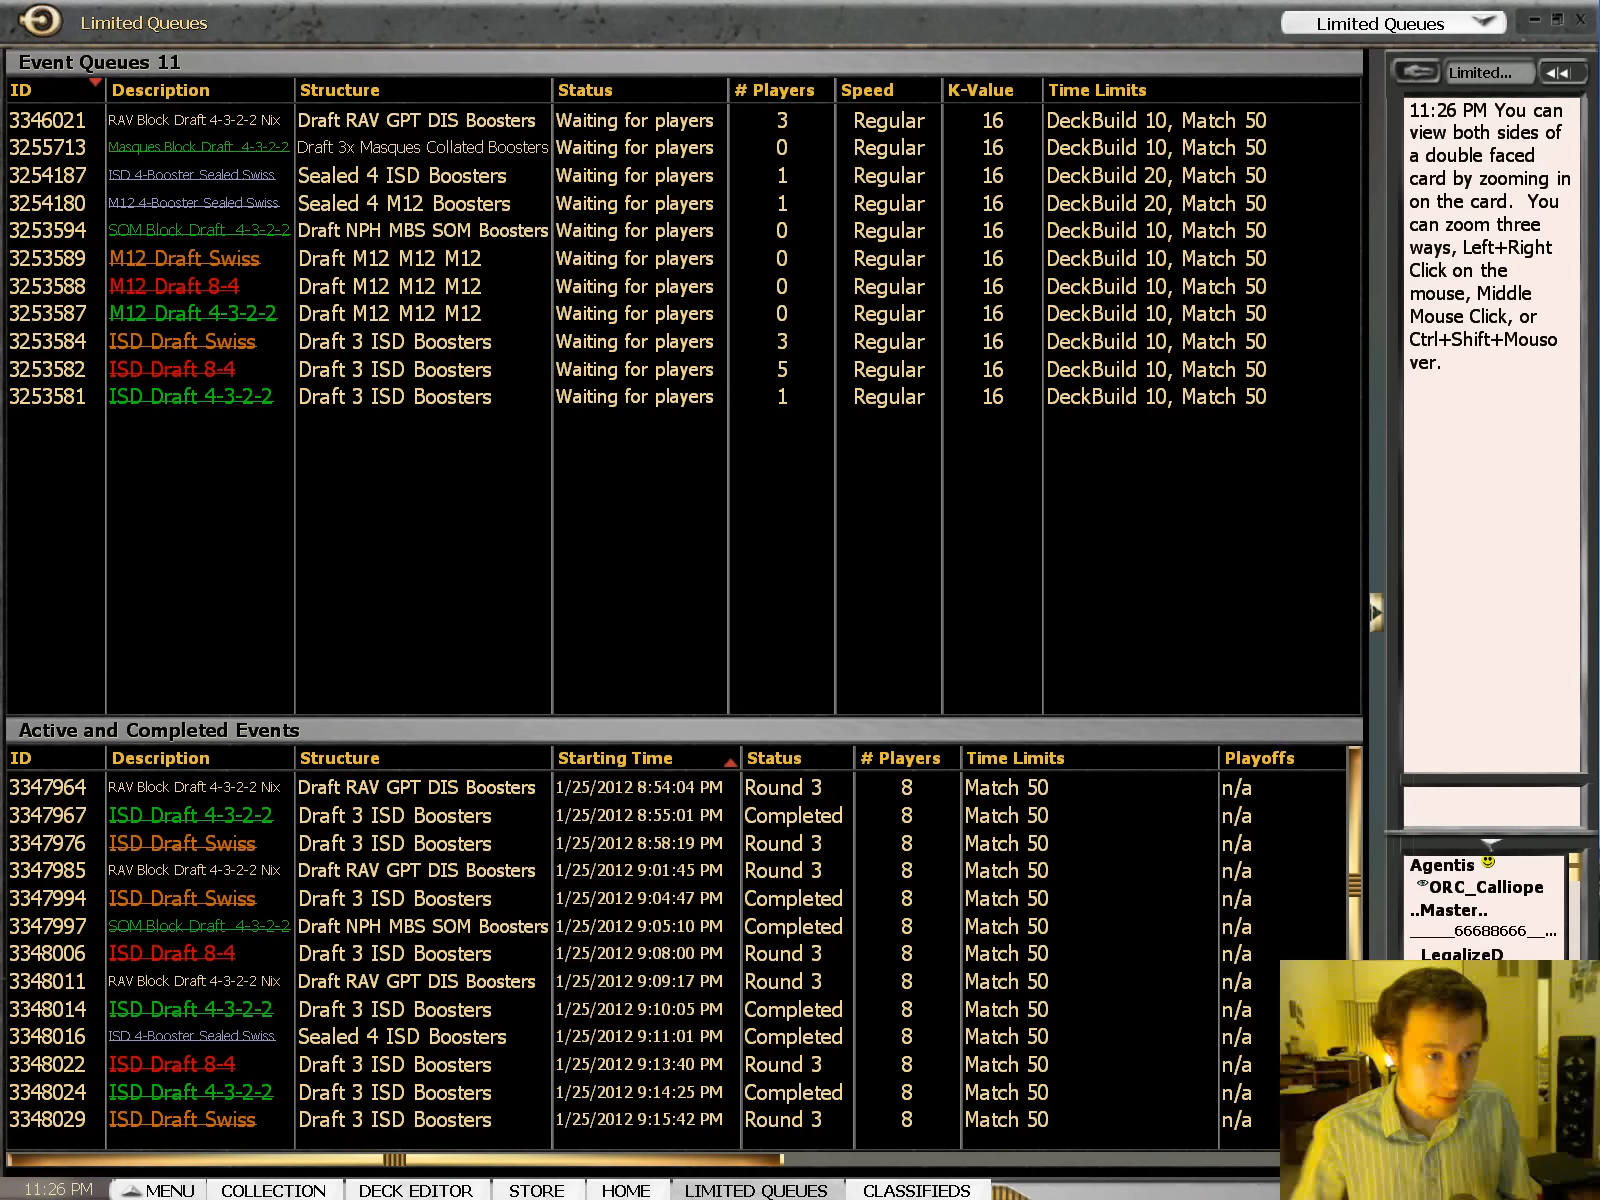 Limited Queues
Limited Queues
Event Queues 11
ID Description Structure Status # Players Speed K-Value Time Limits
3346021 RAV Block Draft 4-3-2-2 Nix Draft RAV GPT DIS Boosters Waiting for players 3 Regular 16 DeckBuild 10, Match 50
3255713 Masques Block Draft 4-3-2-2 Draft 3x Masques Collated Boosters Waiting for players 0 Regular 16 DeckBuild 10, Match 50
3254187 ISD 4-Booster Sealed Swiss Sealed 4 ISD Boosters Waiting for players 1 Regular 16 DeckBuild 20, Match 50
3254180 M12 4-Booster Sealed Swiss Sealed 4 M12 Boosters Waiting for players 1 Regular 16 DeckBuild 20, Match 50
3253594 SOM Block Draft 4-3-2-2 Draft NPH MBS SOM Boosters Waiting for players 0 Regular 16 DeckBuild 10, Match 50
3253589 M12 Draft Swiss Draft M12 M12 M12 Waiting for players 0 Regular 16 DeckBuild 10, Match 50
3253588 M12 Draft 8-4 Draft M12 M12 M12 Waiting for players 0 Regular 16 DeckBuild 10, Match 50
3253587 M12 Draft 4-3-2-2 Draft M12 M12 M12 Waiting for players 0 Regular 16 DeckBuild 10, Match 50
3253584 ISD Draft Swiss Draft 3 ISD Boosters Waiting for players 3 Regular 16 DeckBuild 10, Match 50
3253582 ISD Draft 8-4 Draft 3 ISD Boosters Waiting for players 5 Regular 16 DeckBuild 10, Match 50
3253581 ISD Draft 4-3-2-2 Draft 3 ISD Boosters Waiting for players 1 Regular 16 DeckBuild 10, Match 50
Active and Completed Events
ID Description Structure Starting Time Status # Players Time Limits Playoffs
3347964 RAV Block Draft 4-3-2-2 Nix Draft RAV GPT DIS Boosters 1/25/2012 8:54:04 PM Round 3 8 Match 50 n/a
3347967 ISD Draft 4-3-2-2 Draft 3 ISD Boosters 1/25/2012 8:55:01 PM Completed 8 Match 50 n/a
3347976 ISD Draft Swiss Draft 3 ISD Boosters 1/25/2012 8:58:19 PM Round 3 8 Match 50 n/a
3347985 RAV Block Draft 4-3-2-2 Nix Draft RAV GPT DIS Boosters 1/25/2012 9:01:45 PM Round 3 8 Match 50 n/a
3347994 ISD Draft Swiss Draft 3 ISD Boosters 1/25/2012 9:04:47 PM Completed 8 Match 50 n/a
3347997 SOM Block Draft 4-3-2-2 Draft NPH MBS SOM Boosters 1/25/2012 9:05:10 PM Completed 8 Match 50 n/a
3348006 ISD Draft 8-4 Draft 3 ISD Boosters 1/25/2012 9:08:00 PM Round 3 8 Match 50 n/a
3348011 RAV Block Draft 4-3-2-2 Nix Draft RAV GPT DIS Boosters 1/25/2012 9:09:17 PM Round 3 8 Match 50 n/a
3348014 ISD Draft 4-3-2-2 Draft 3 ISD Boosters 1/25/2012 9:10:05 PM Completed 8 Match 50 n/a
3348016 ISD 4-Booster Sealed Swiss Sealed 4 ISD Boosters 1/25/2012 9:11:01 PM Completed 8 Match 50 n/a
3348022 ISD Draft 8-4 Draft 3 ISD Boosters 1/25/2012 9:13:40 PM Round 3 8 Match 50 n/a
3348024 ISD Draft 4-3-2-2 Draft 3 ISD Boosters 1/25/2012 9:14:25 PM Completed 8 Match 50 n/a
3348029 ISD Draft Swiss Draft 3 ISD Boosters 1/25/2012 9:15:42 PM Round 3 8 Match 50 n/a
Limited...
11:26 PM You can
view both sides of
a double faced
card by zooming in
on the card. You
can zoom three
ways, Left+Right
Click on the
mouse, Middle
Mouse Click, or
Ctrl+Shift+Mouso
ver.
Agentis
ORC_Calliope
..Master..
_____66688666__...
LegalizeD
11:26 PM MENU COLLECTION DECK EDITOR STORE HOME LIMITED QUEUES CLASSIFIEDS